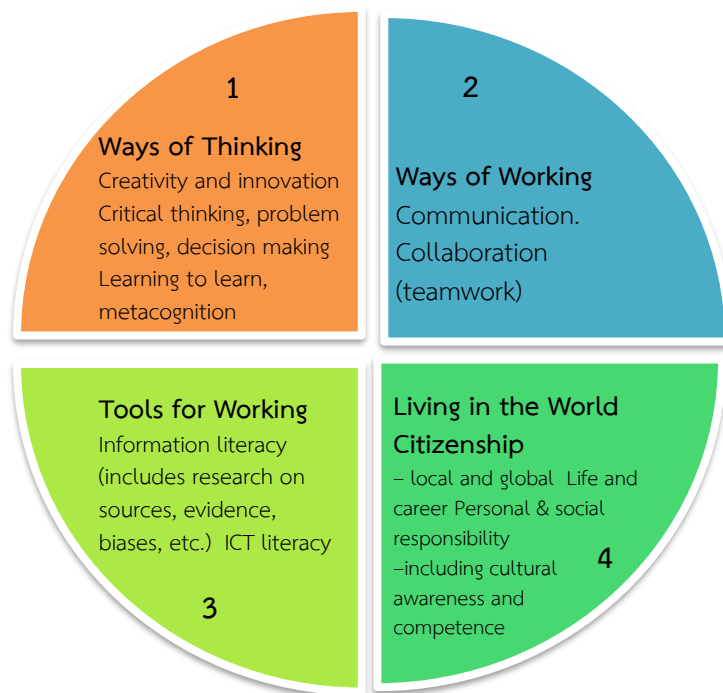 1
Ways of Thinking
Creativity and innovation
Critical thinking, problem
solving, decision making
Learning to learn,
metacognition
2
Ways of Working
Communication.
Collaboration
(teamwork)
Tools for Working
Information literacy
(includes research on
sources, evidence,
biases, etc.)  ICT literacy
3
Living in the World
Citizenship
– local and global  Life and
career Personal & social
responsibility
–including cultural
awareness and
competence
4